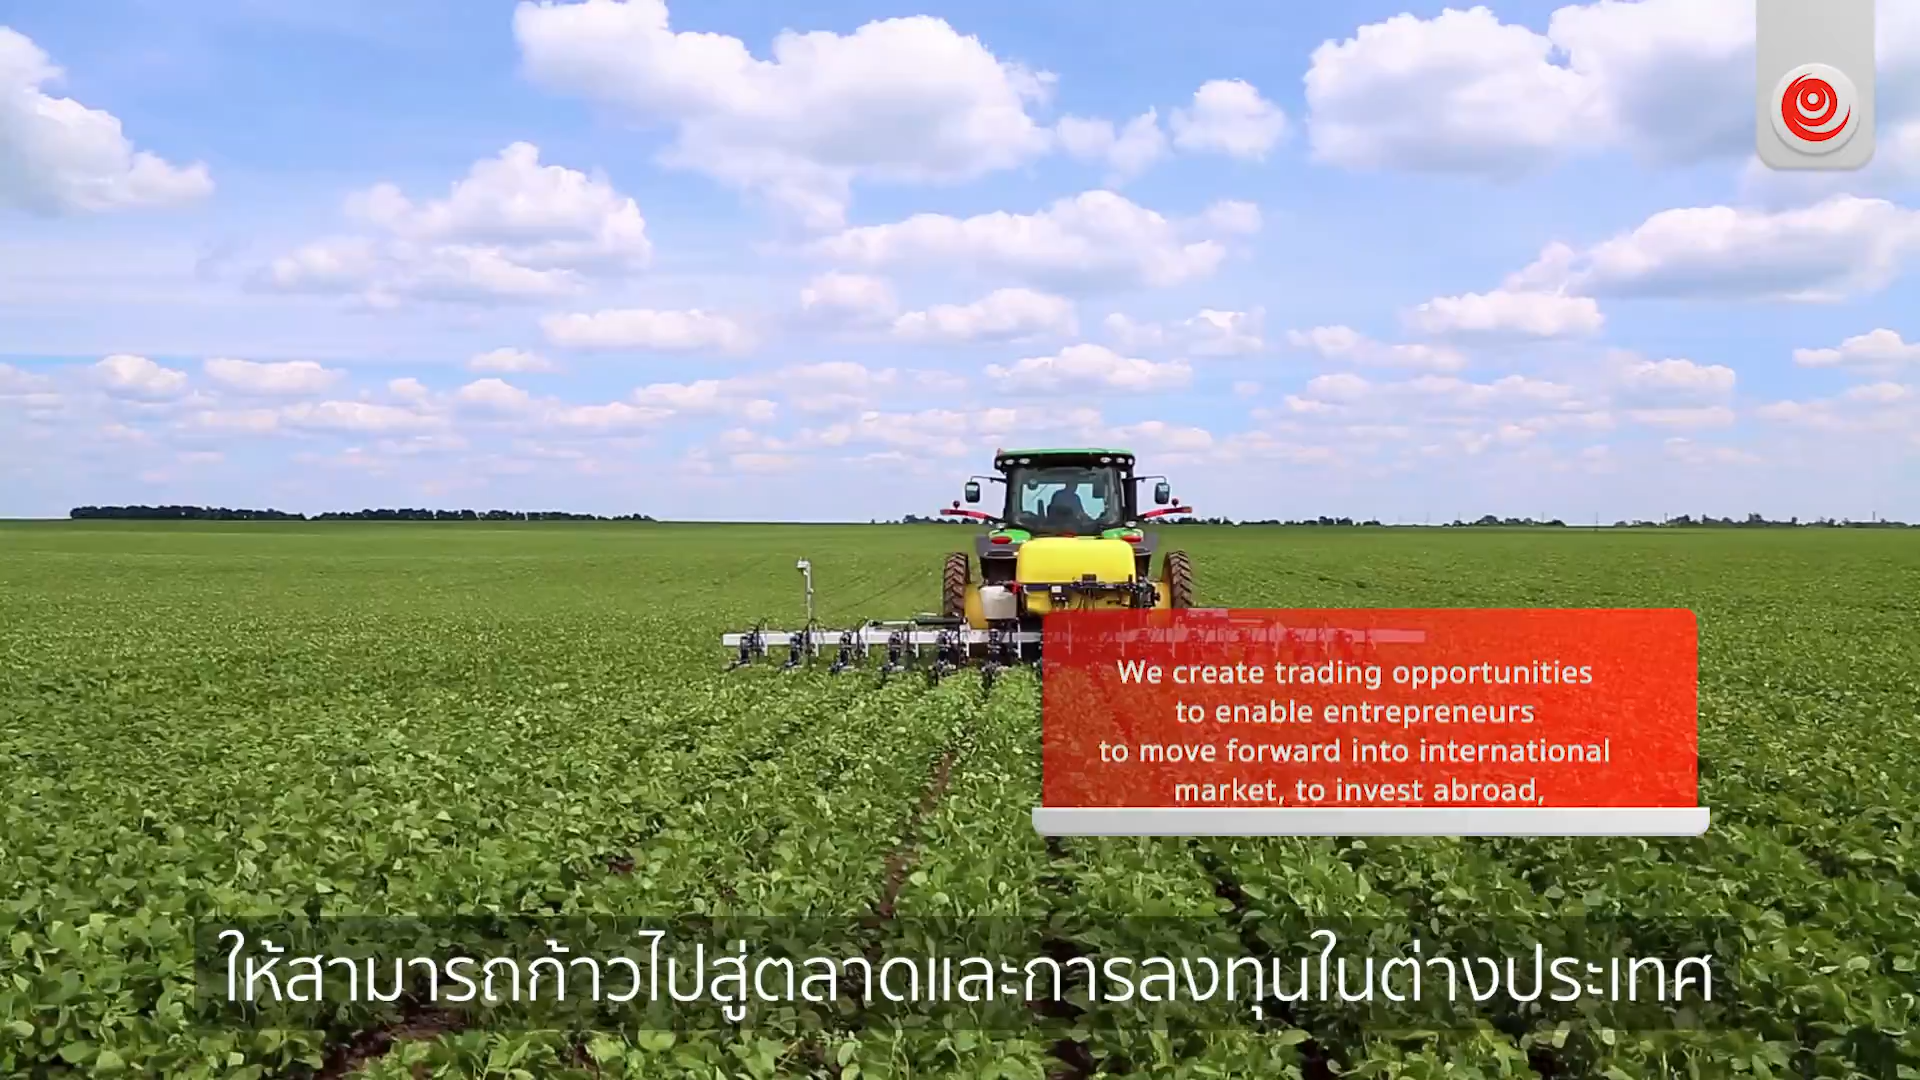 We create trading opportunities
to enable entrepreneurs
to move forward into international
market, to invest abroad,
ให้สามารถก้าวไปสู่ตลาดและการลงทุนในต่างประเทศ